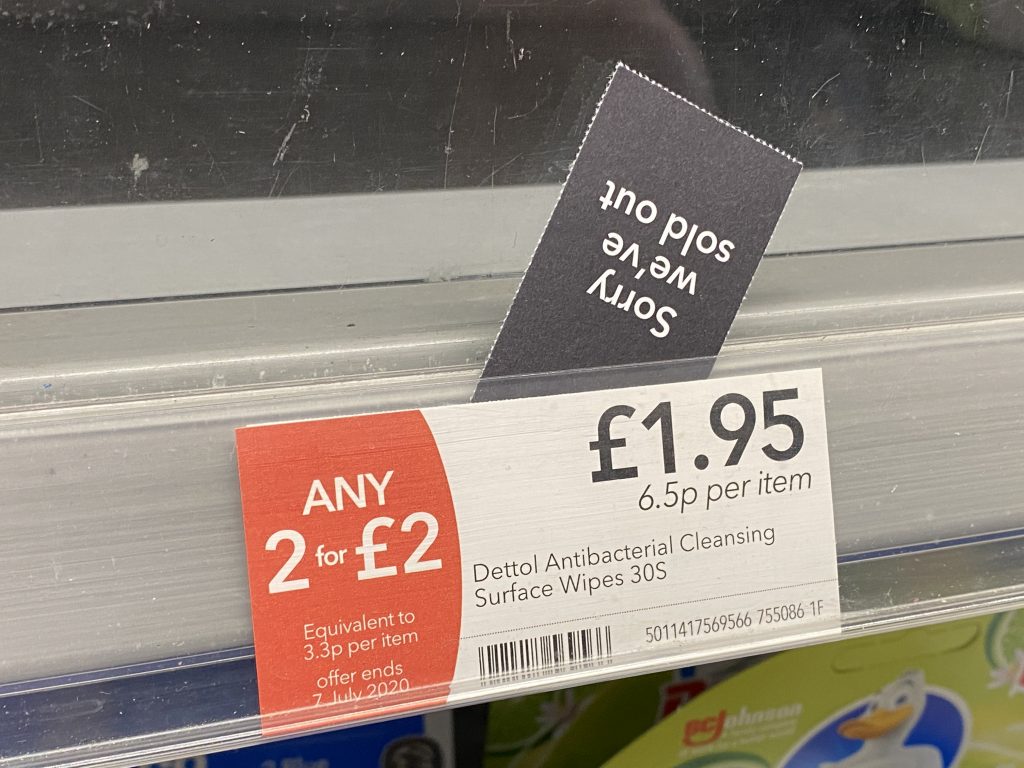 Sorry
we've
sold out
£1.95
6.5p per item
ANY
2 for £2
Dettol Antibacterial Cleansing
Surface Wipes 30S
Equivalent to
3.3p per item
offer ends
7 July 2020
5011417569566 755086 1F
scjohnson